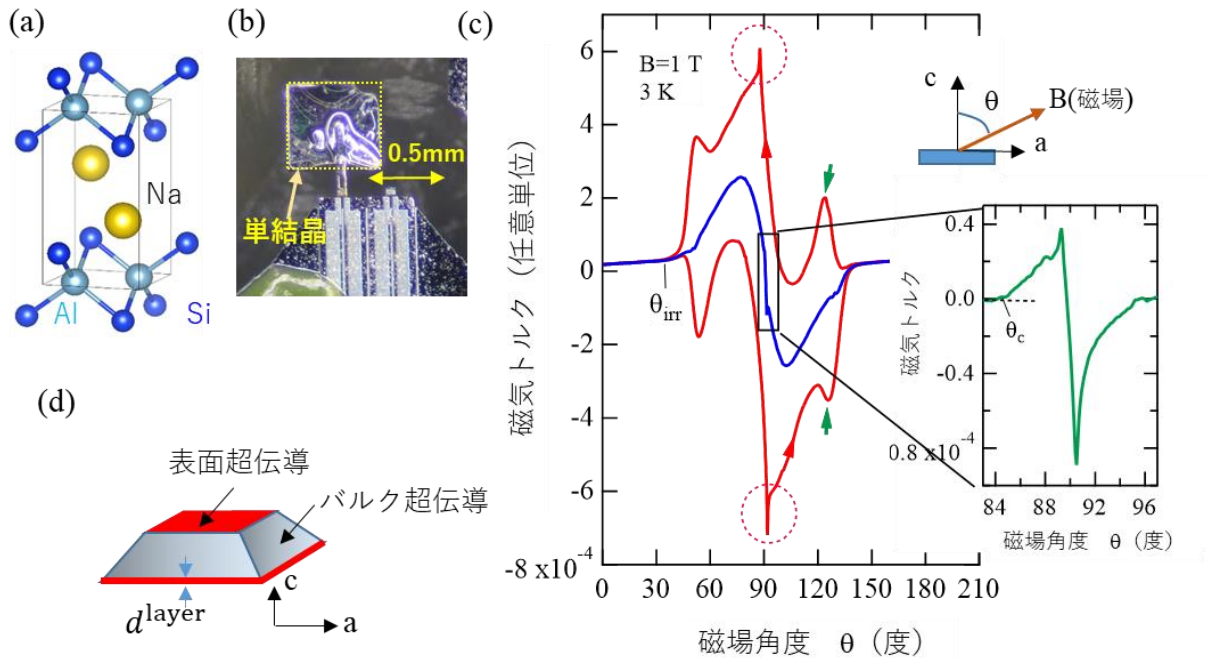 (a)
Na
Al
Si
(b)
0.5mm
単結晶
(c)
磁気トルク (任意単位)
6
4
2
0
-2
-4
-6
-8 x10⁻⁴
B=1 T
3 K
θirr
0
30
60
90
120
150
180
210
磁場角度 θ (度)
c
θ
B(磁場)
a
磁気トルク
0.4
0.0
-0.4
0.8 x10⁻⁴
θc
84
88
92
96
磁場角度 θ (度)
(d)
表面超伝導
バルク超伝導
d^layer
c
a